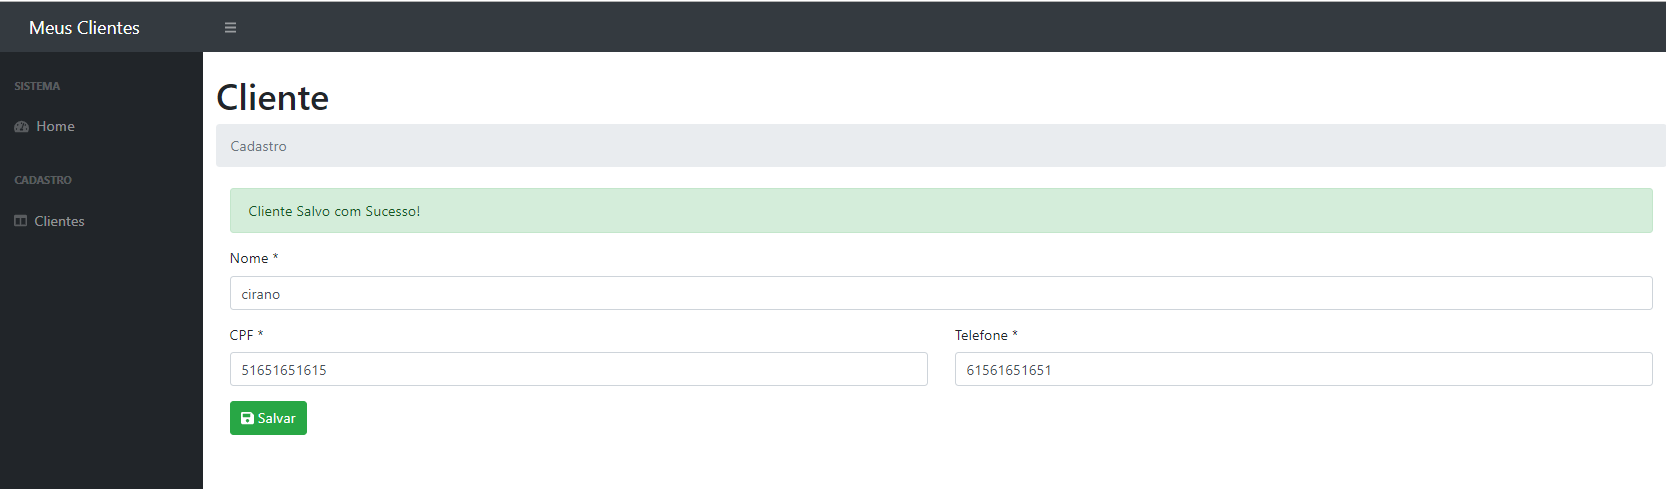 Meus Clientes
SISTEMA
Home
CADASTRO
Clientes
Cliente
Cadastro
Cliente Salvo com Sucesso!
Nome *
cirano
CPF *
Telefone *
51651651615
61561651651
Salvar